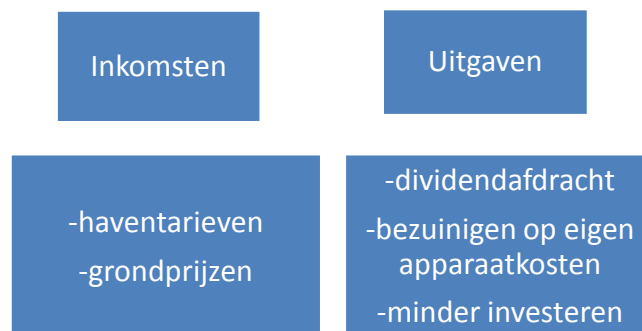 Inkomsten
Uitgaven
-haventarieven
-grondprijzen
-dividendafdracht
-bezuinigen op eigen
apparaatkosten
-minder investeren